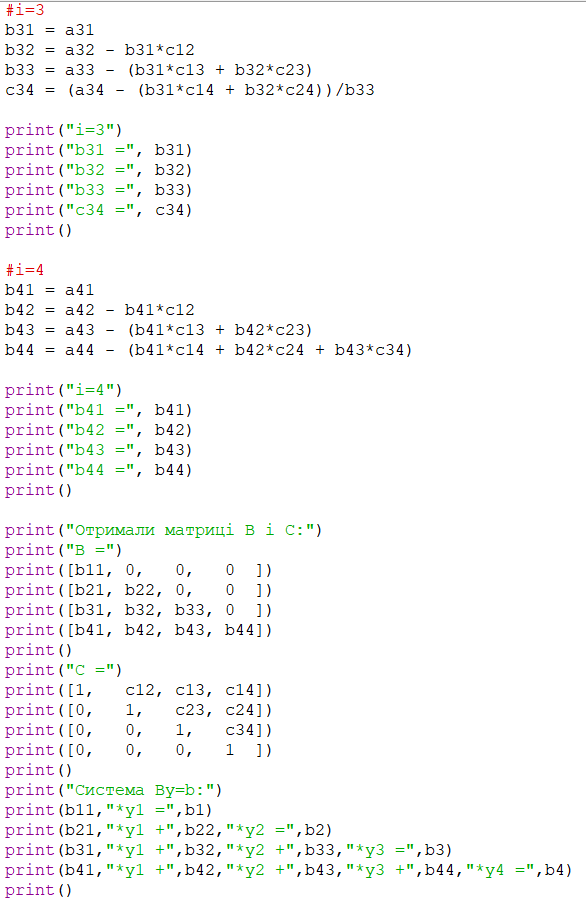 #i=3
b31 = a31
b32 = a32 - b31*c12
b33 = a33 - (b31*c13 + b32*c23)
c34 = (a34 - (b31*c14 + b32*c24))/b33
print("i=3")
print("b31 =", b31)
print("b32 =", b32)
print("b33 =", b33)
print("c34 =", c34)
print()
#i=4
b41 = a41
b42 = a42 - b41*c12
b43 = a43 - (b41*c13 + b42*c23)
b44 = a44 - (b41*c14 + b42*c24 + b43*c34)
print("i=4")
print("b41 =", b41)
print("b42 =", b42)
print("b43 =", b43)
print("b44 =", b44)
print()
print("Отримали матриці B і C:")
print("B =")
print([b11, 0,   0,   0  ])
print([b21, b22, 0,   0  ])
print([b31, b32, b33, 0  ])
print([b41, b42, b43, b44])
print()
print("C =")
print([1,   c12, c13, c14])
print([0,   1,   c23, c24])
print([0,   0,   1,   c34])
print([0,   0,   0,   1  ])
print()
print("Система By=b:")
print(b11,"*y1 =",b1)
print(b21,"*y1 +",b22,"*y2 =",b2)
print(b31,"*y1 +",b32,"*y2 +",b33,"*y3 =",b3)
print(b41,"*y1 +",b42,"*y2 +",b43,"*y3 +",b44,"*y4 =",b4)
print()